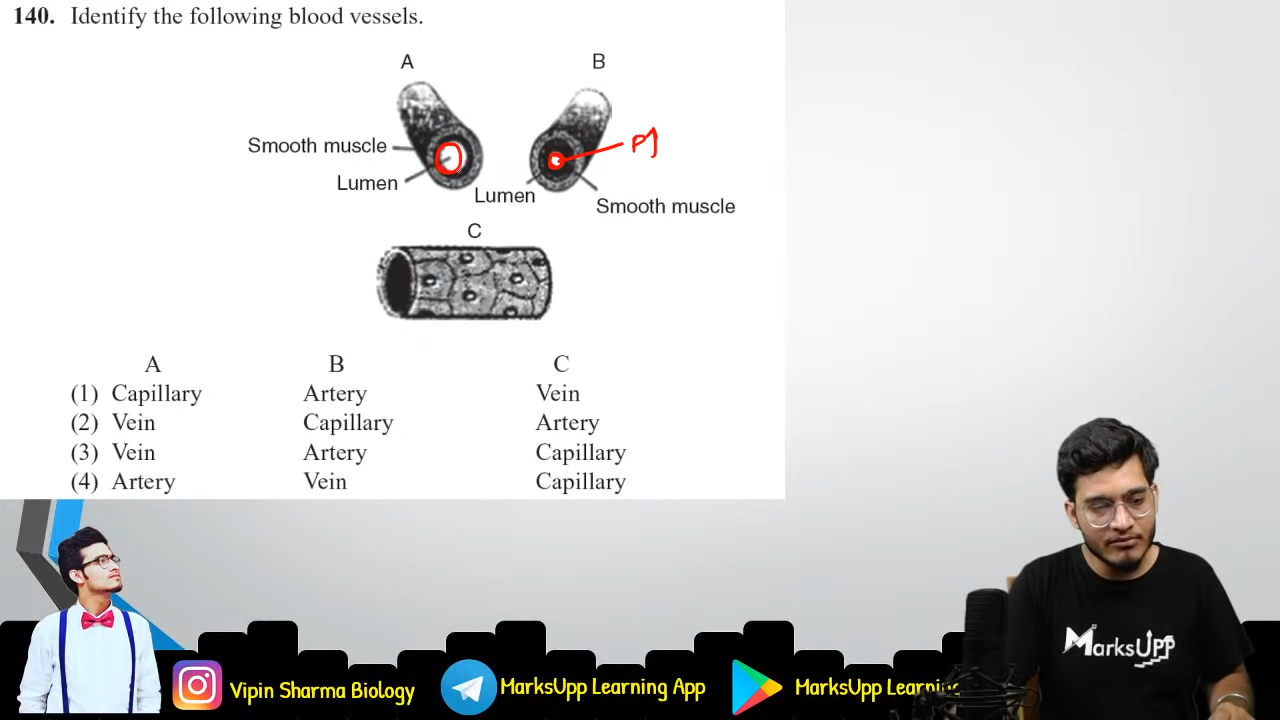 140. Identify the following blood vessels.
A
B
Smooth muscle
P↑
Lumen
Lumen
Smooth muscle
C
A B C
(1) Capillary Artery Vein
(2) Vein Capillary Artery
(3) Vein Artery Capillary
(4) Artery Vein Capillary
MarksUpp
Vipin Sharma Biology
MarksUpp Learning App
MarksUpp Learning